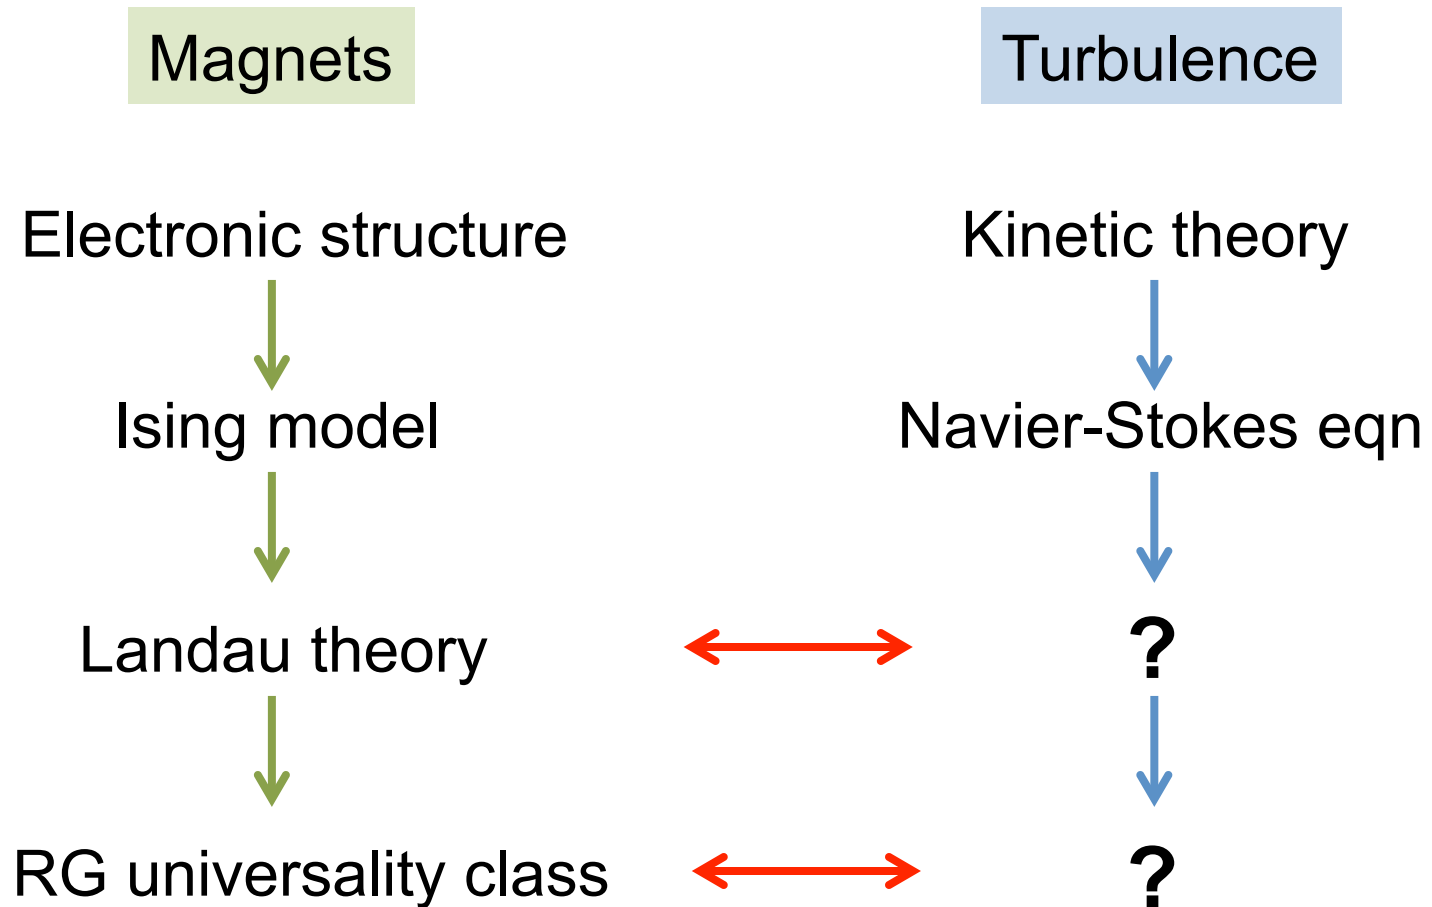 Magnets
Turbulence
Electronic structure
Kinetic theory
Ising model
Navier-Stokes eqn
Landau theory
?
RG universality class
?